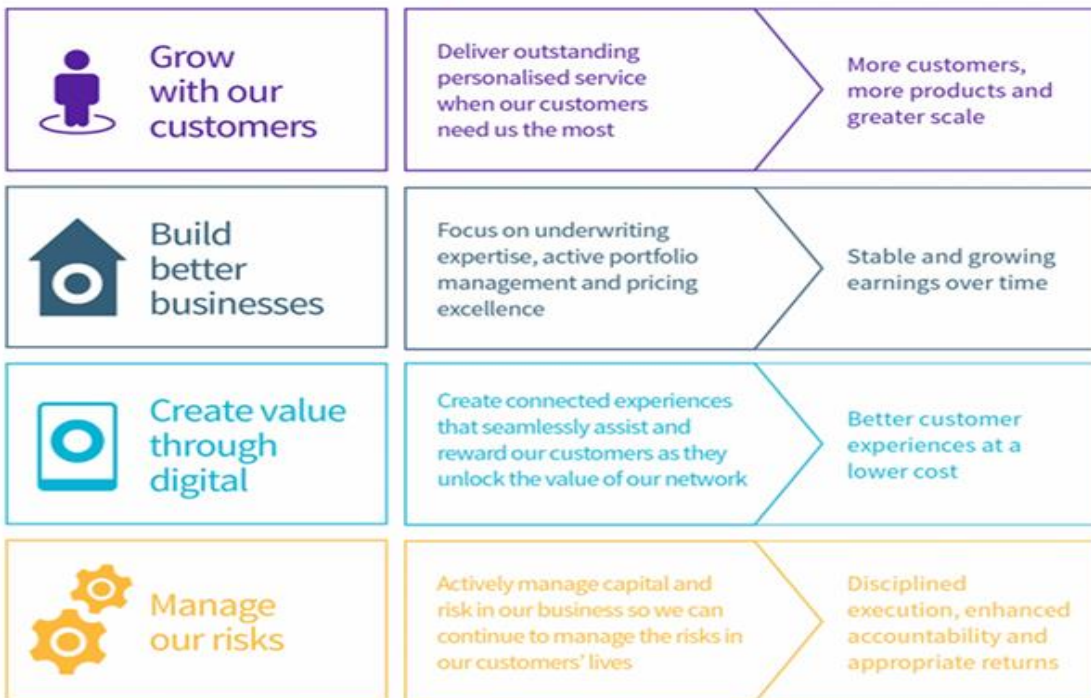 Grow
with our
customers
Deliver outstanding
personalised service
when our customers
need us the most
More customers,
more products and
greater scale
Build
better
businesses
Focus on underwriting
expertise, active portfolio
management and pricing
excellence
Stable and growing
earnings over time
Create value
through
digital
Create connected experiences
that seamlessly assist and
reward our customers as they
unlock the value of our network
Better customer
experiences at a
lower cost
Manage
our risks
Actively manage capital and
risk in our business so we can
continue to manage the risks in
our customers' lives
Disciplined
execution, enhanced
accountability and
appropriate returns